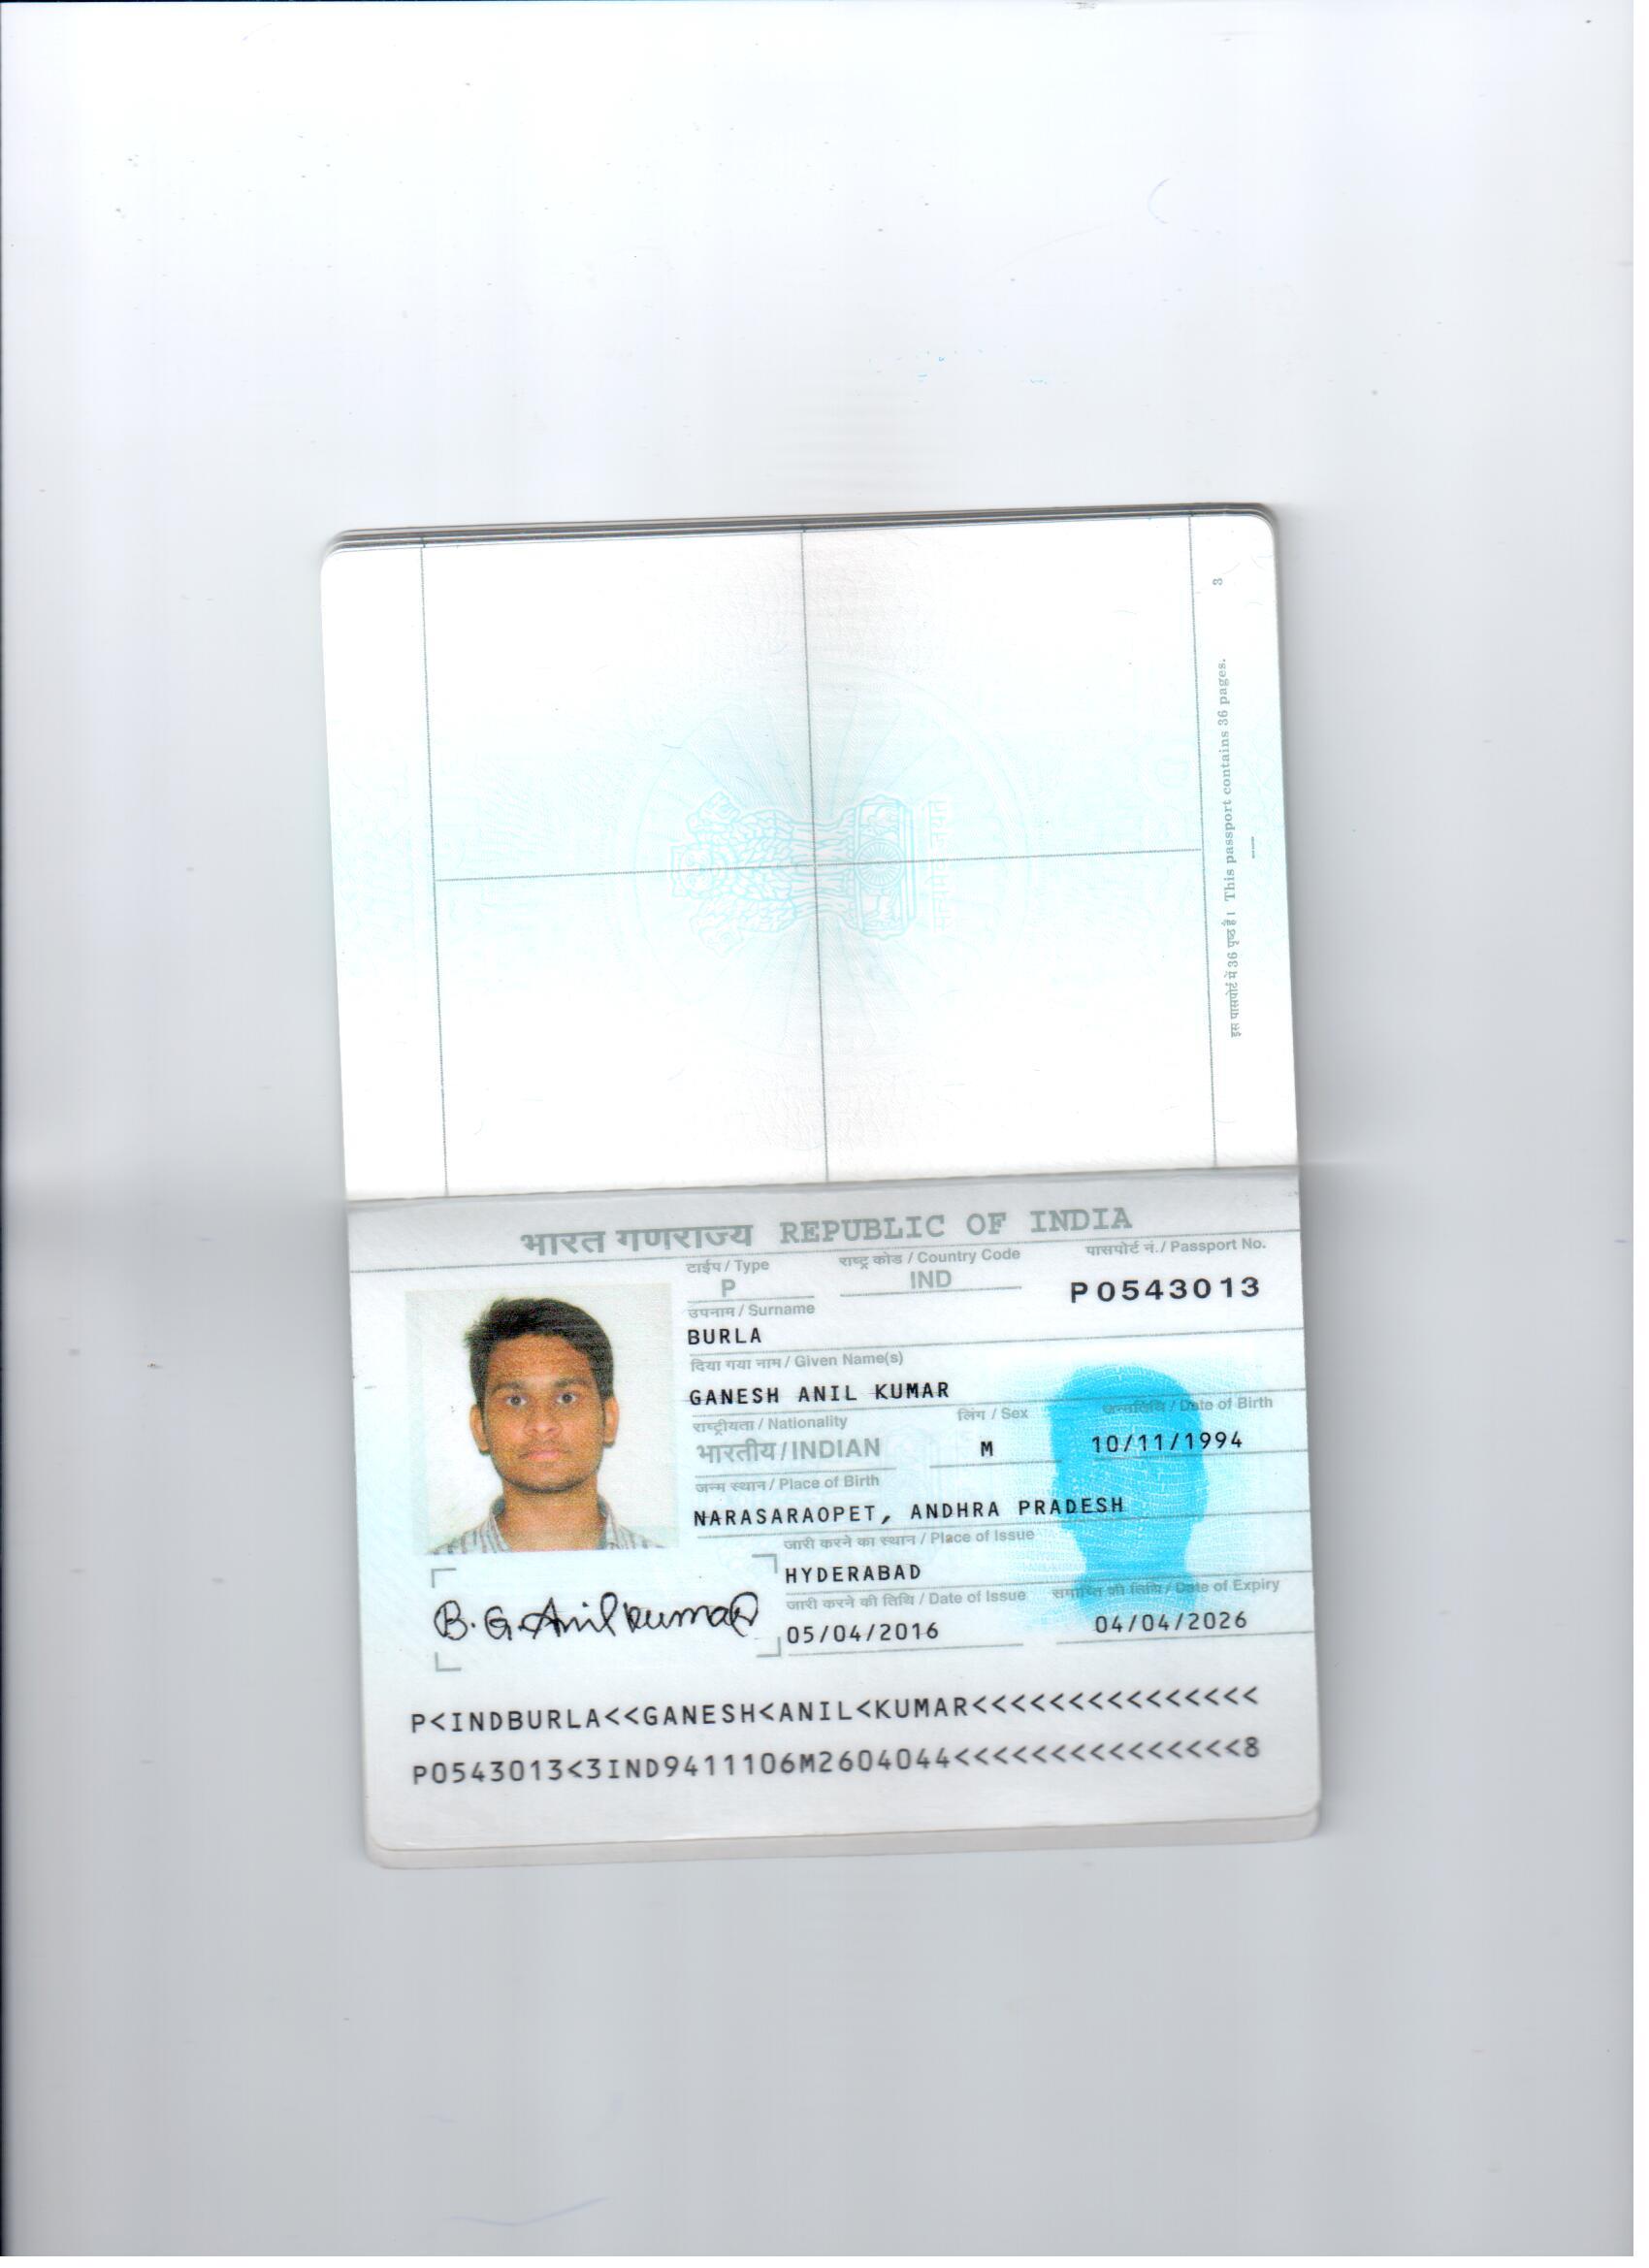 3
इस पासपोर्ट में 36 पृष्ठ है। This passport contains 36 pages.
भारत गणराज्य REPUBLIC OF INDIA
टाईप / Type
राष्ट्र कोड / Country Code
पासपोर्ट नं. / Passport No.
P
IND
P0543013
उपनाम / Surname
BURLA
दिया गया नाम / Given Name(s)
GANESH ANIL KUMAR
राष्ट्रीयता / Nationality
लिंग / Sex
जन्मतिथि / Date of Birth
भारतीय / INDIAN
M
10/11/1994
जन्म स्थान / Place of Birth
NARASARAOPET, ANDHRA PRADESH
जारी करने का स्थान / Place of Issue
HYDERABAD
जारी करने की तिथि / Date of Issue
समाप्ति की तिथि / Date of Expiry
B. G. Anil kumar
05/04/2016
04/04/2026
P<INDBURLA<<GANESH<ANIL<KUMAR<<<<<<<<<<<<<<<
P0543013<3IND9411106M2604044<<<<<<<<<<<<<<<8